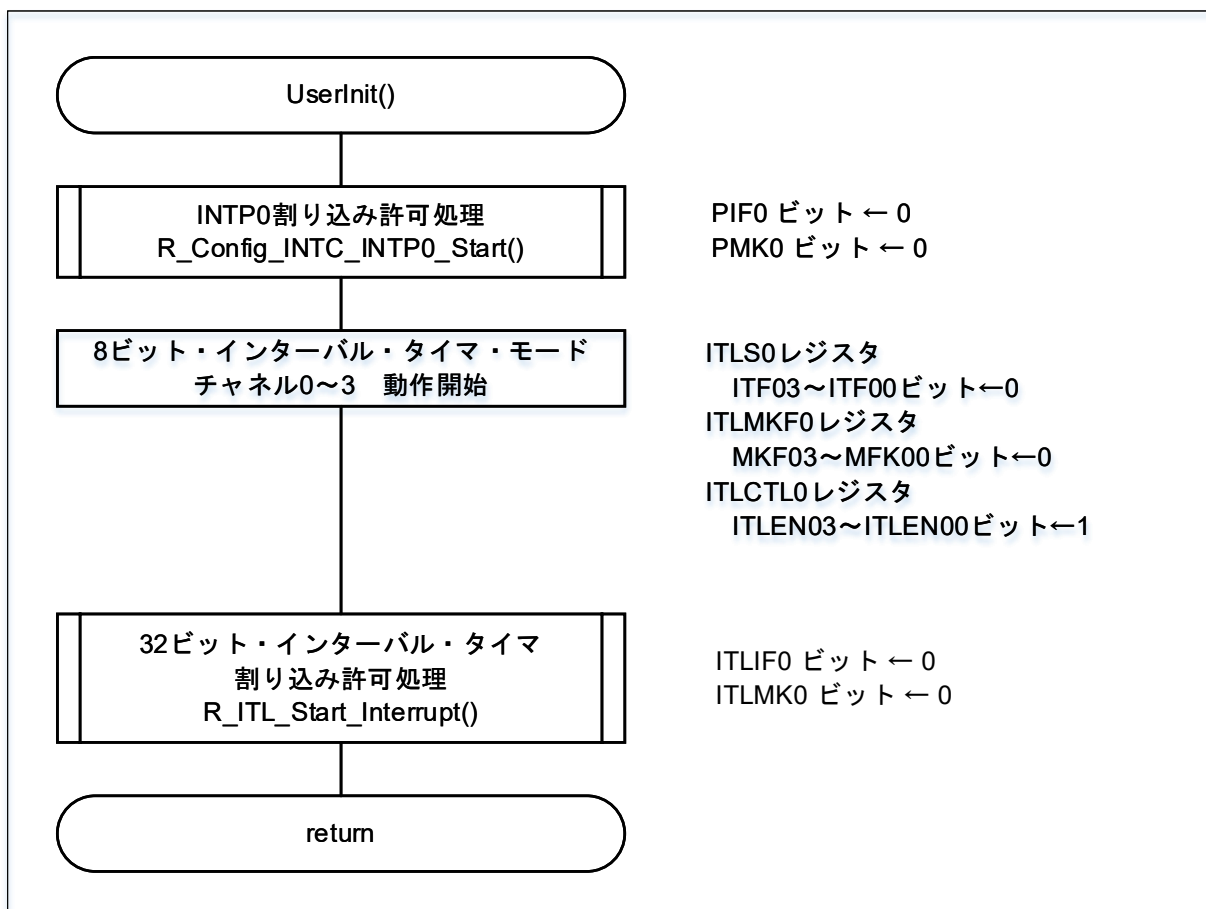 UserInit()
INTP0割り込み許可処理
R_Config_INTC_INTP0_Start()
PIF0 ビット ← 0
PMK0 ビット ← 0
8ビット・インターバル・タイマ・モード
チャネル0～3　動作開始
ITLS0レジスタ
ITF03～ITF00ビット←0
ITLMKF0レジスタ
MKF03～MFK00ビット←0
ITLCTL0レジスタ
ITLEN03～ITLEN00ビット←1
32ビット・インターバル・タイマ
割り込み許可処理
R_ITL_Start_Interrupt()
ITLIF0 ビット ← 0
ITLMK0 ビット ← 0
return